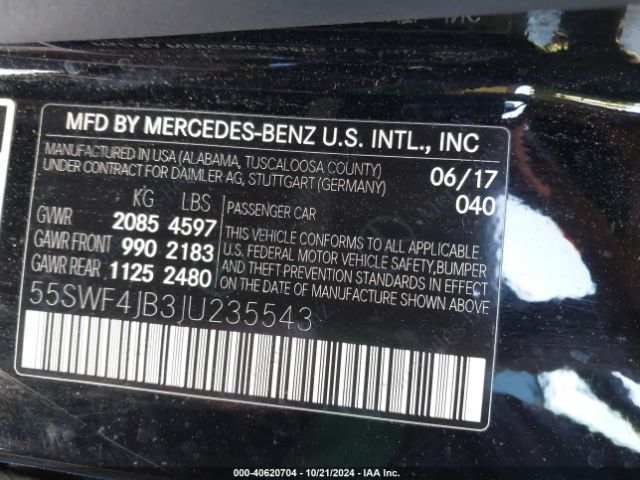 MFD BY MERCEDES-BENZ U.S. INTL., INC
MANUFACTURED IN USA (ALABAMA, TUSCALOOSA COUNTY)
UNDER CONTRACT FOR DAIMLER AG, STUTTGART (GERMANY)
06/17
040
KG LBS
GVWR 2085 4597
GAWR FRONT 990 2183
GAWR REAR 1125 2480
PASSENGER CAR
THIS VEHICLE CONFORMS TO ALL APPLICABLE
U.S. FEDERAL MOTOR VEHICLE SAFETY, BUMPER
AND THEFT PREVENTION STANDARDS IN EFFECT
ON THE DATE OF MANUFACTURE SHOWN ABOVE.
55SWF4JB3JU235543
000-40620704 | 10/21/2024 | IAA Inc.